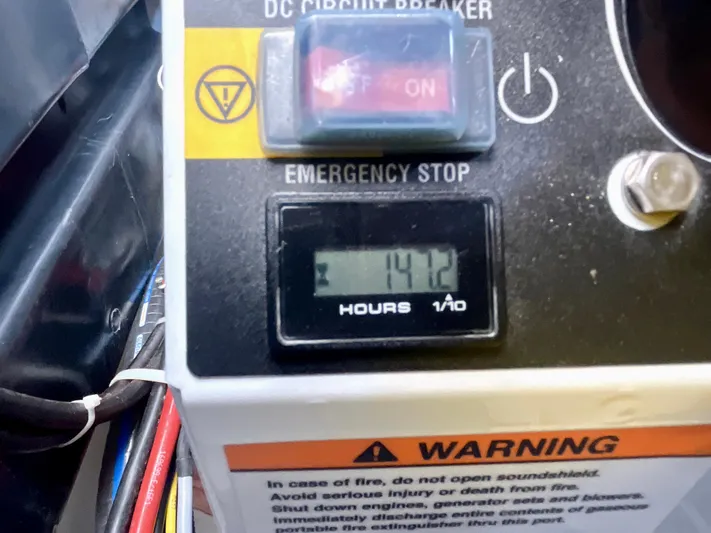 DC CIRCUIT BREAKER
ON
EMERGENCY STOP
147.2
HOURS 1/10
WARNING
In case of fire, do not open soundshield.
Avoid serious injury or death from fire.
Shut down engines, generator sets and blowers.
Immediately discharge entire contents of gaseous
portable fire extinguisher thru this port.